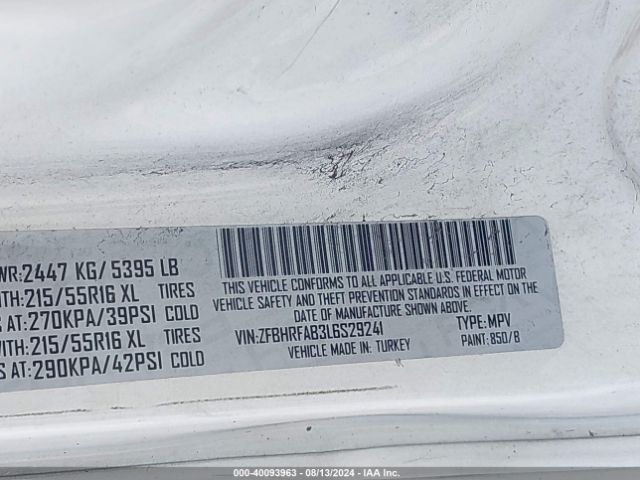 WR:2447 KG/ 5395 LB
WITH:215/55R16 XL TIRES
S AT:270KPA/39PSI COLD
WITH:215/55R16 XL TIRES
S AT:290KPA/42PSI COLD
THIS VEHICLE CONFORMS TO ALL APPLICABLE U.S. FEDERAL MOTOR
VEHICLE SAFETY AND THEFT PREVENTION STANDARDS IN EFFECT ON THE
DATE OF MANUFACTURE SHOWN ABOVE.
VIN:ZFBHRFAB3L6S29241 TYPE: MPV
VEHICLE MADE IN: TURKEY PAINT: 850/B
000-40093963 - 08/13/2024 - IAA Inc.